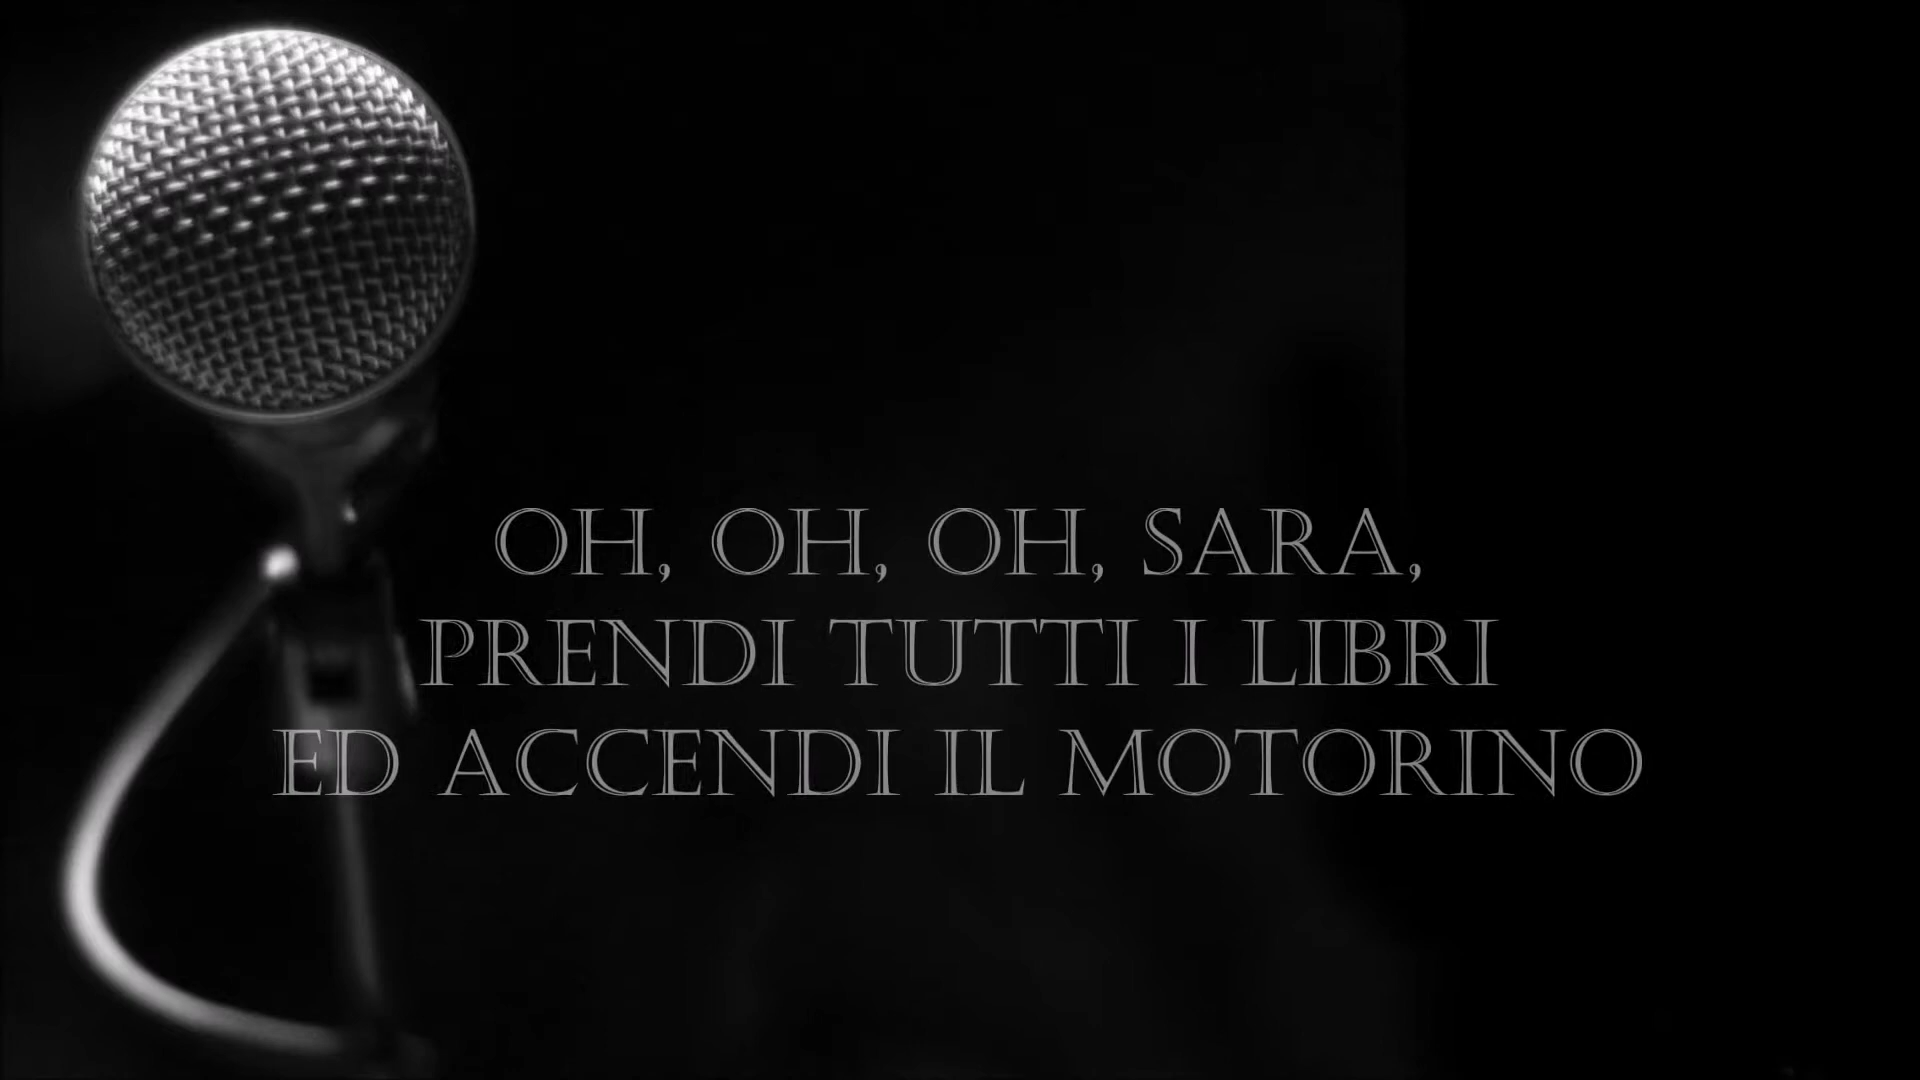 OH, OH, OH, SARA,
PRENDI TUTTI I LIBRI
ED ACCENDI IL MOTORINO